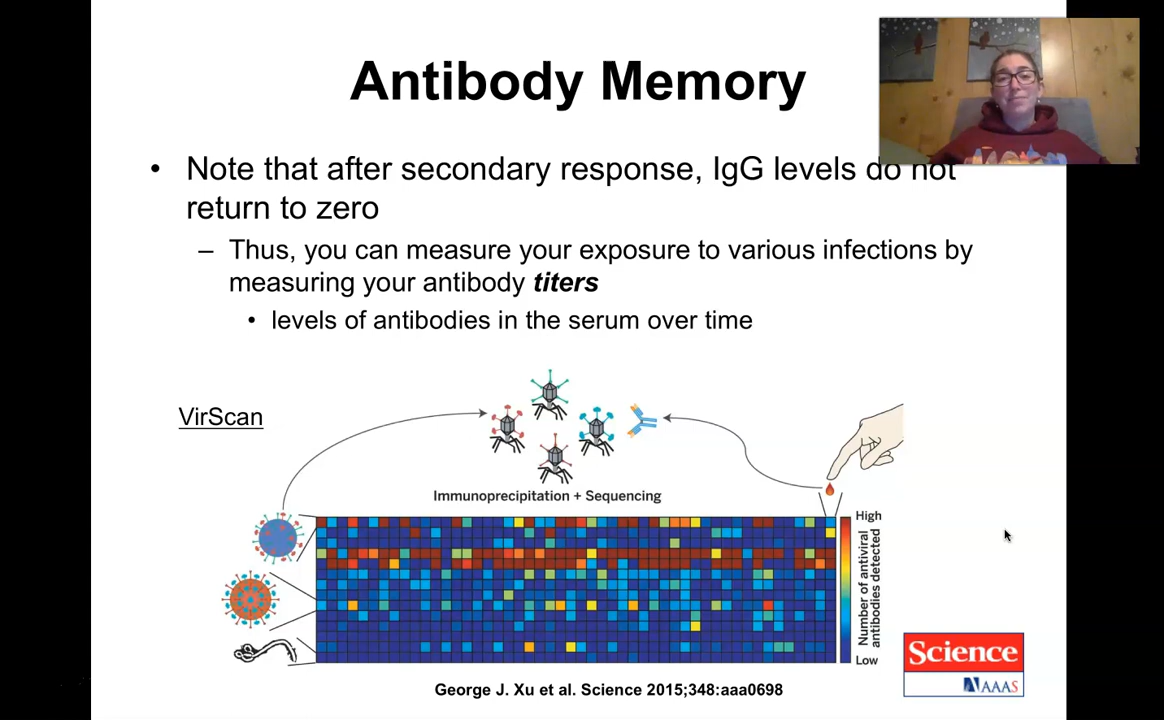 Antibody Memory
• Note that after secondary response, IgG levels do not
return to zero
– Thus, you can measure your exposure to various infections by
measuring your antibody titers
• levels of antibodies in the serum over time
VirScan
Immunoprecipitation + Sequencing
High
Number of antiviral
antibodies detected
Low
Science
AAAS
George J. Xu et al. Science 2015;348:aaa0698